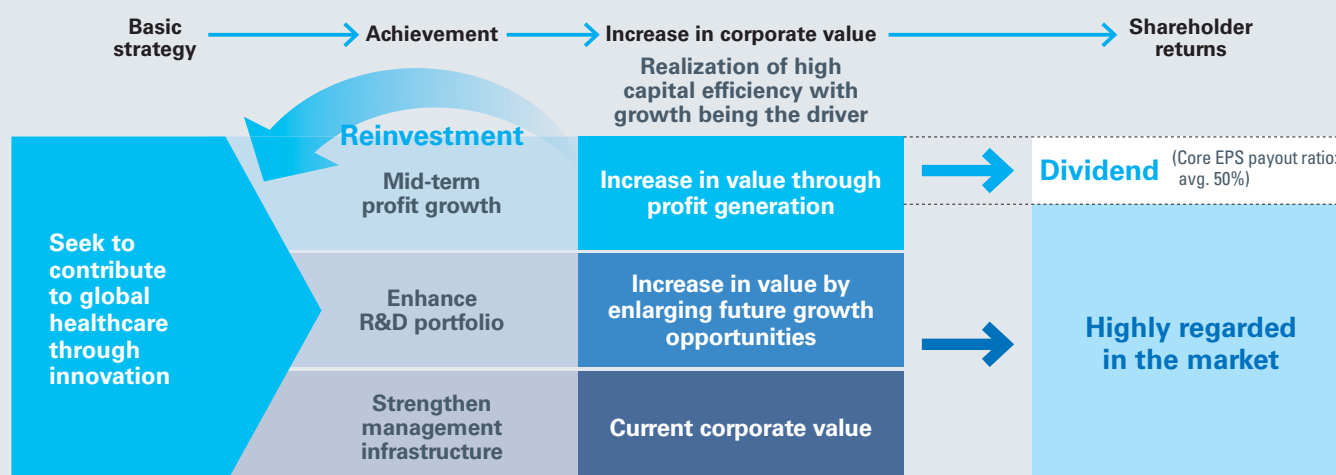 Basic
strategy
Achievement
Increase in corporate value
Shareholder
returns
Realization of high
capital efficiency with
growth being the driver
Reinvestment
Seek to
contribute
to global
healthcare
through
innovation
Mid-term
profit growth
Enhance
R&D portfolio
Strengthen
management
infrastructure
Increase in value through
profit generation
Increase in value by
enlarging future growth
opportunities
Current corporate value
Dividend
(Core EPS payout ratio:
avg. 50%)
Highly regarded
in the market